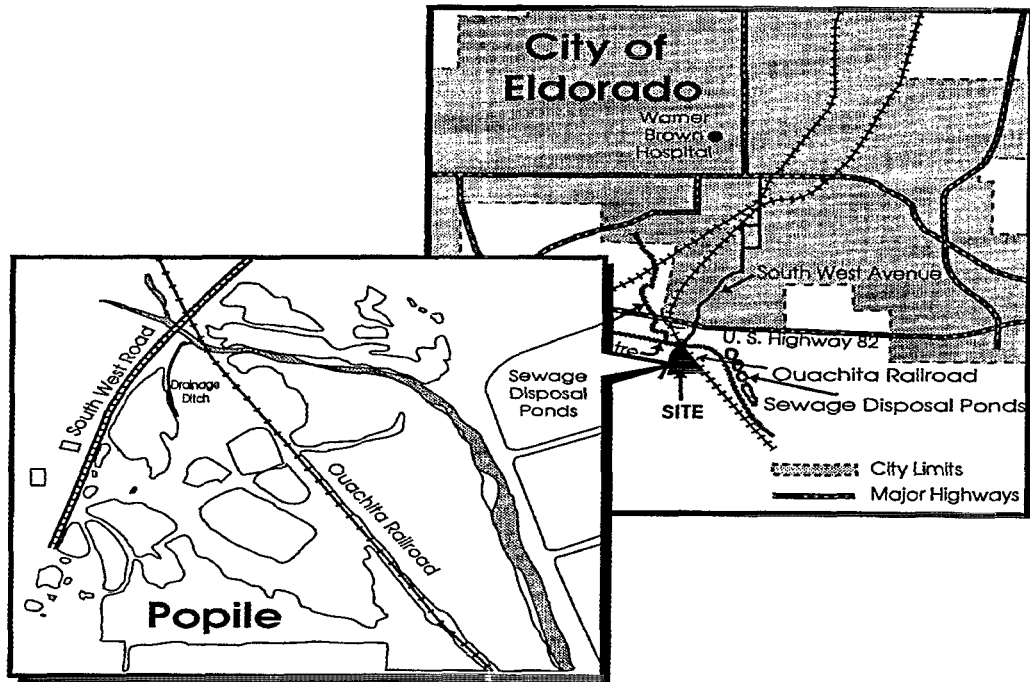 City of
Eldorado
Warner
Brown
Hospital
South West Avenue
U. S. Highway 82
Ouachita Railroad
SITE
Sewage Disposal Ponds
City Limits
Major Highways
South West Road
Drainage
Ditch
Sewage
Disposal
Ponds
Ouachita Railroad
Popile